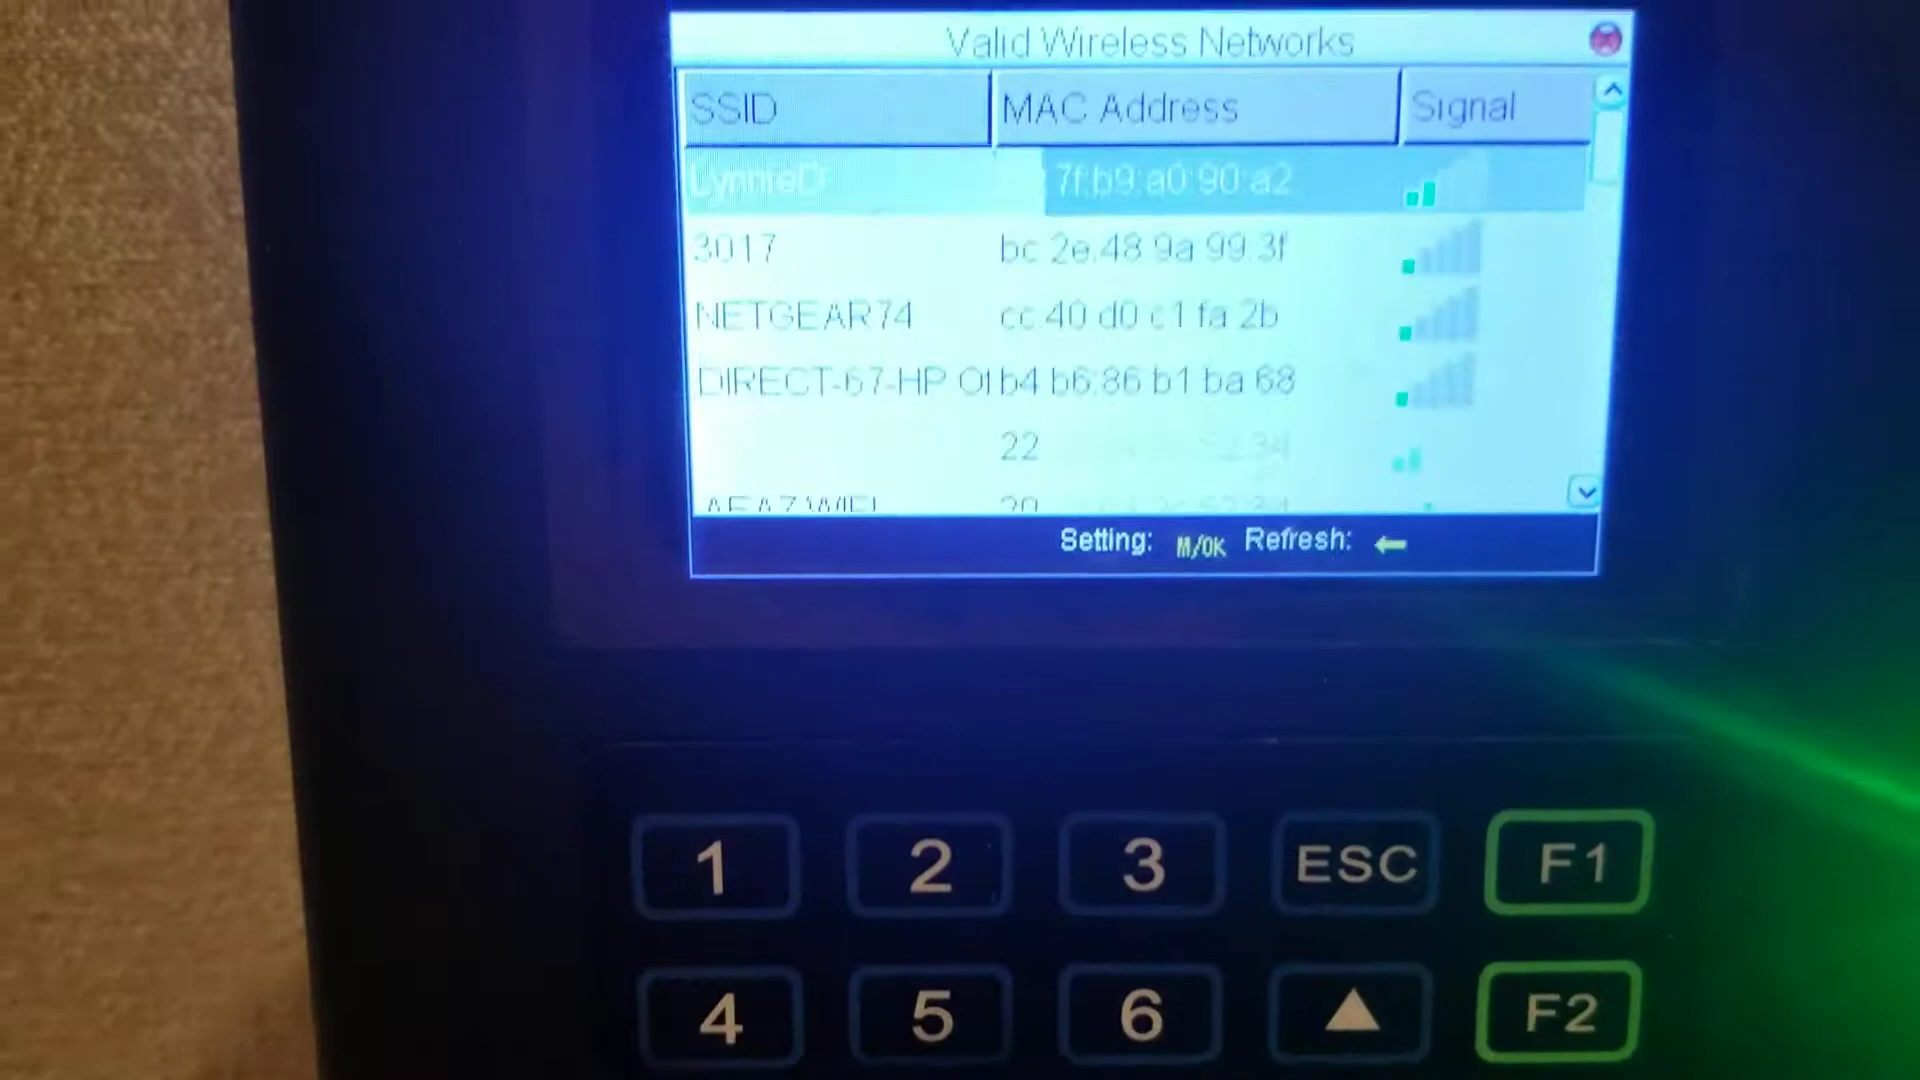 Valid Wireless Networks
SSID MAC Address Signal
7f:b9:a0:90:a2
3017 bc:2e:48:9a:99:3f
NETGEAR74 cc:40:d0:c1:fa:2b
DIRECT-67-HP b4:b6:86:b1:ba:68
22
Setting: M/OK Refresh: ←
1 2 3 ESC F1
4 5 6 ▲ F2